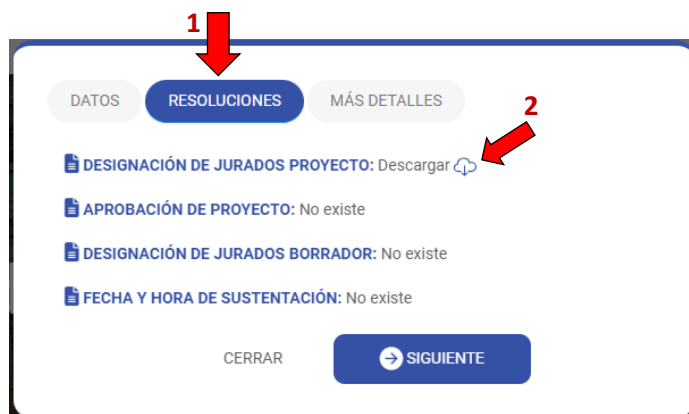 1
DATOS RESOLUCIONES MÁS DETALLES
2
DESIGNACIÓN DE JURADOS PROYECTO: Descargar
APROBACIÓN DE PROYECTO: No existe
DESIGNACIÓN DE JURADOS BORRADOR: No existe
FECHA Y HORA DE SUSTENTACIÓN: No existe
CERRAR SIGUIENTE